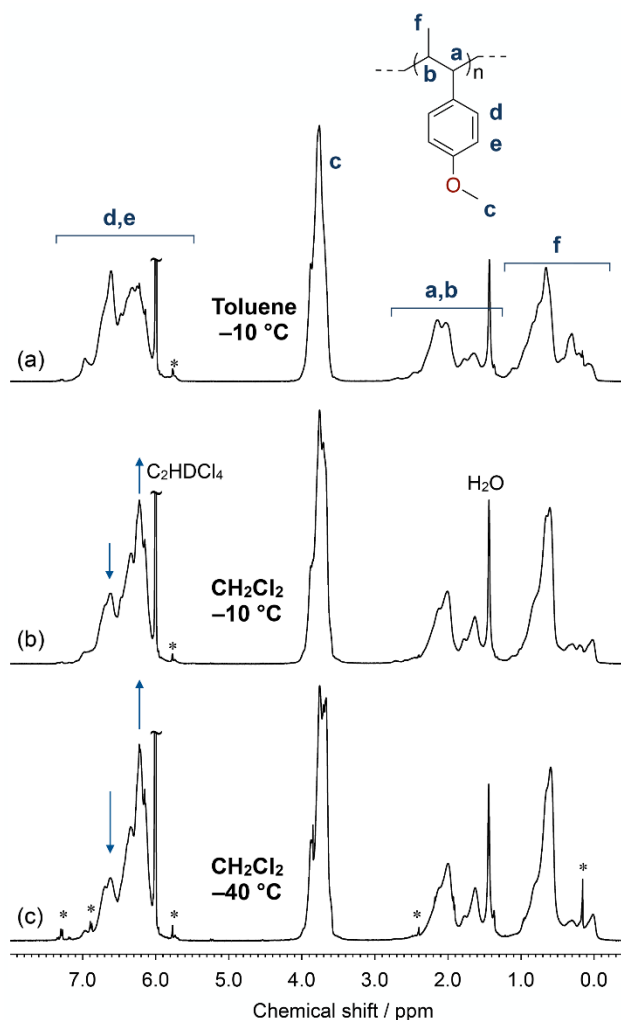 f
a
b
n
d
e
O
c
c
d,e
f
a,b
Toluene
–10 °C
(a)
*
C₂HDCl₄
H₂O
CH₂Cl₂
–10 °C
(b)
*
CH₂Cl₂
–40 °C
(c)
* * * * *
7.0 6.0 5.0 4.0 3.0 2.0 1.0 0.0
Chemical shift / ppm